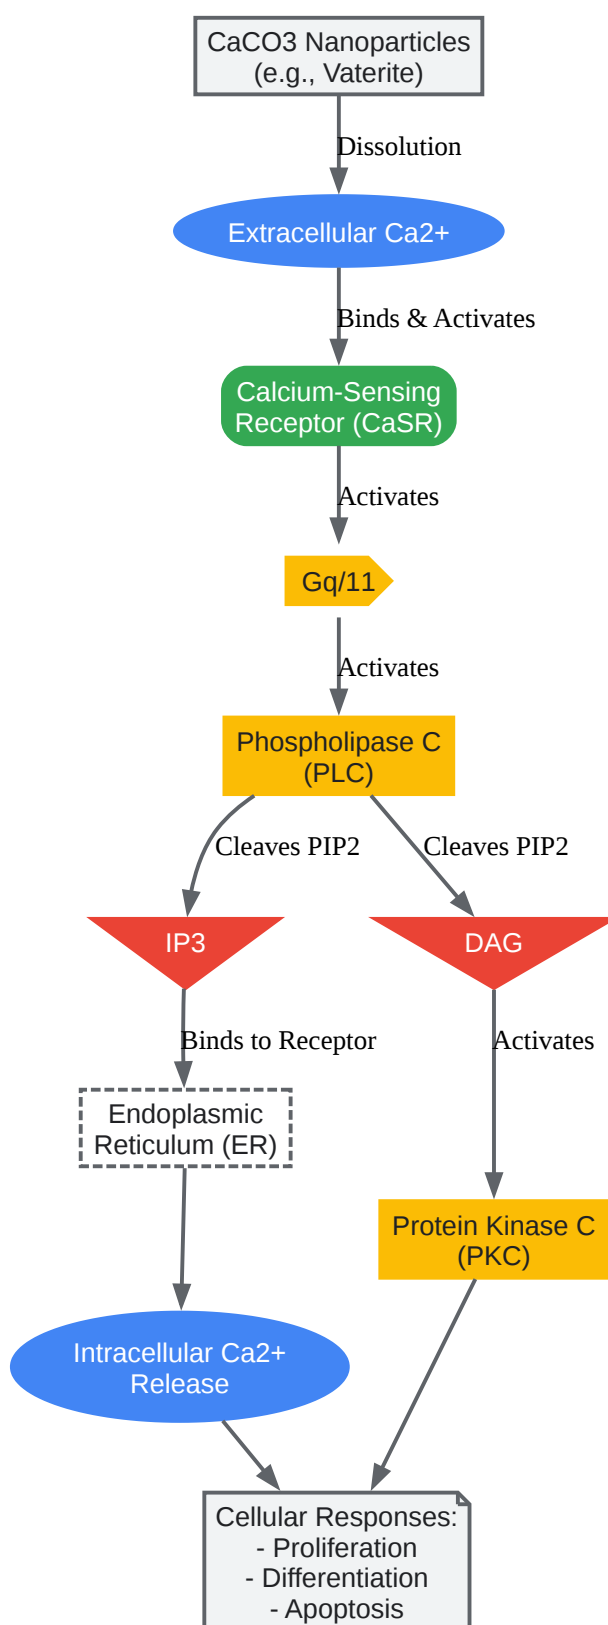 CaCO3 Nanoparticles
(e.g., Vaterite)
Dissolution
Extracellular Ca2+
Binds & Activates
Calcium-Sensing
Receptor (CaSR)
Activates
Gq/11
Activates
Phospholipase C
(PLC)
Cleaves PIP2
Cleaves PIP2
IP3
DAG
Binds to Receptor
Activates
Endoplasmic
Reticulum (ER)
Protein Kinase C
(PKC)
Intracellular Ca2+
Release
Cellular Responses:
- Proliferation
- Differentiation
- Apoptosis